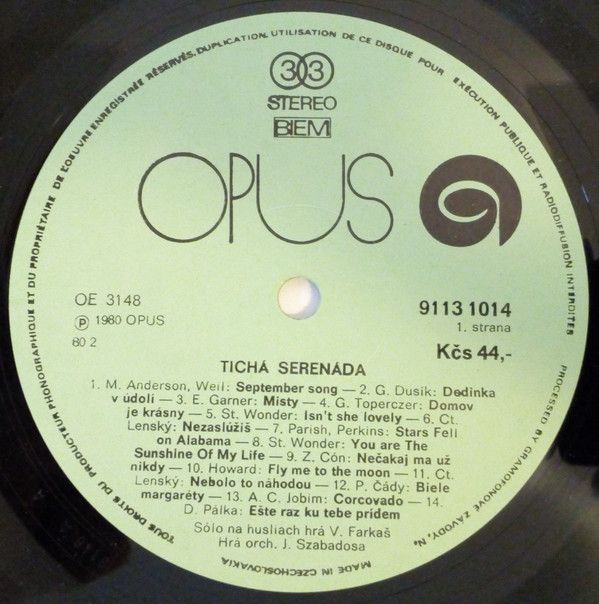 TOUS DROITS DU PRODUCTEUR PHONOGRAPHIQUE ET DU PROPRIÉTAIRE DE L'OEUVRE ENREGISTRÉE RÉSERVÉS. DUPLICATION, UTILISATION DE CE DISQUE POUR EXÉCUTION PUBLIQUE ET RADIODIFFUSION INTERDITES
PROCESSED BY GRAMOFONOVÉ ZÁVODY, N.
MADE IN CZECHOSLOVAKIA
33
STEREO
BIEM
OPUS
OE 3148
Ⓟ 1980 OPUS
80 2
9113 1014
1. strana
Kčs 44,-
TICHÁ SERENÁDA
1. M. Anderson, Weil: September song — 2. G. Dusík: Dedinka
v údolí — 3. E. Garner: Misty — 4. G. Toperczer: Domov
je krásny — 5. St. Wonder: Isn't she lovely — 6. Ct.
Lenský: Nezaslúžiš — 7. Parish, Perkins: Stars Fell
on Alabama — 8. St. Wonder: You are The
Sunshine Of My Life — 9. Z. Cón: Nečakaj ma už
nikdy — 10. Howard: Fly me to the moon — 11. Ct.
Lenský: Nebolo to náhodou — 12. P. Čády: Biele
margaréty — 13. A. C. Jobim: Corcovado — 14.
D. Pálka: Ešte raz ku tebe prídem
Sólo na husliach hrá V. Farkaš
Hrá orch. J. Szabadosa